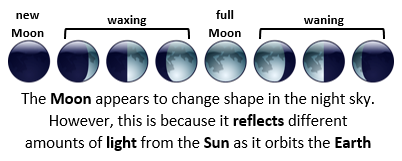 new waxing full waning
Moon Moon
The Moon appears to change shape in the night sky.
However, this is because it reflects different
amounts of light from the Sun as it orbits the Earth